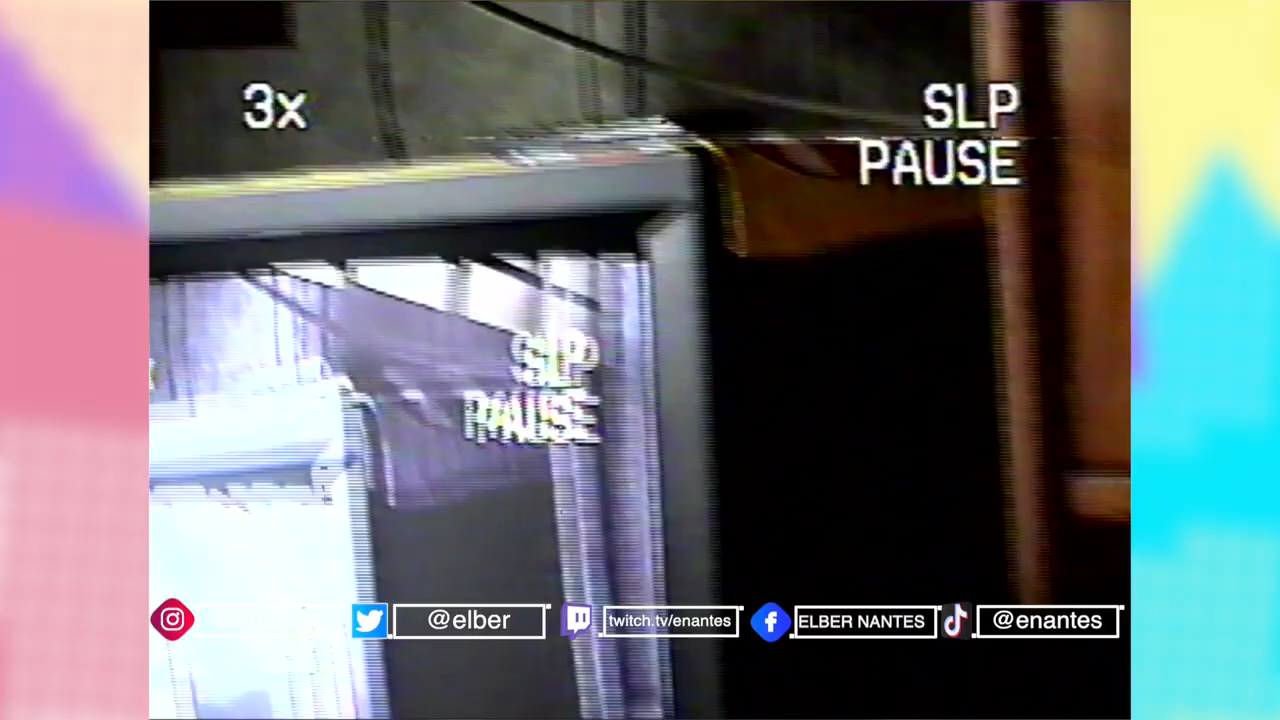 3x
SLP
PAUSE
SLP
PAUSE
@elber
twitch.tv/enantes
ELBER NANTES
@enantes